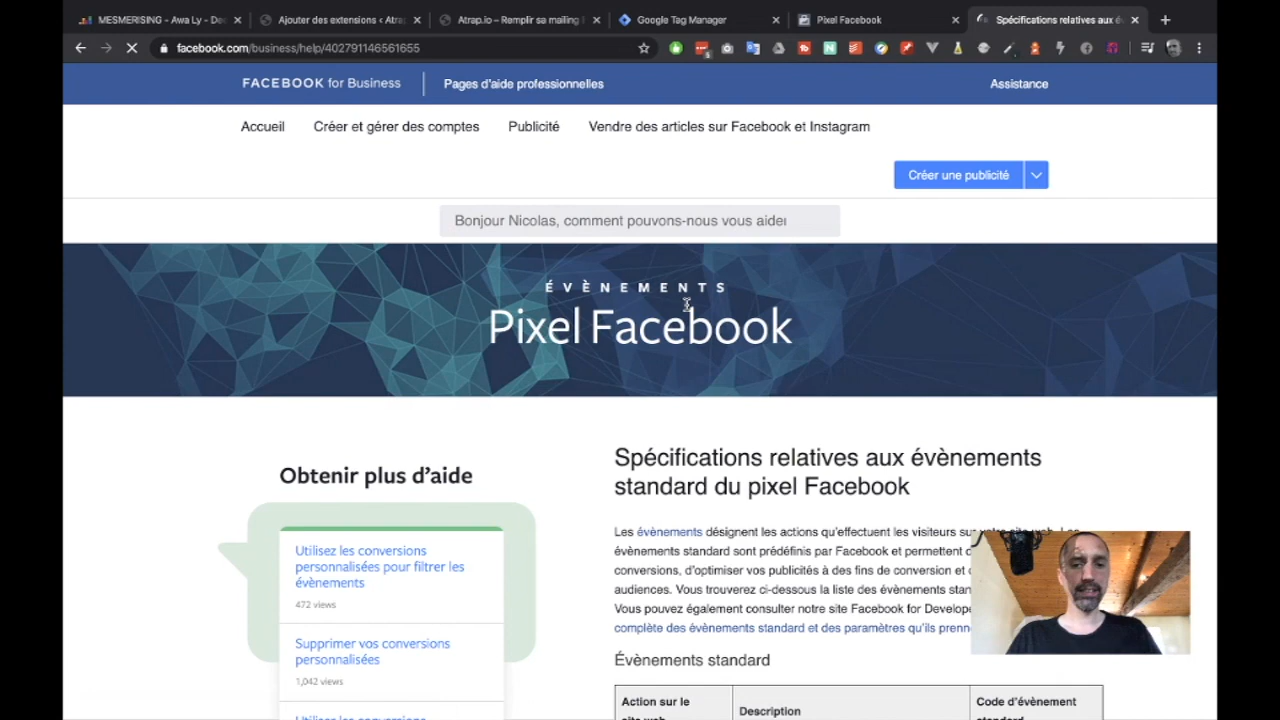 MESMERISING – Awa Ly – Dec
Ajouter des extensions ‹ Atrap
Atrap.io – Remplir sa mailing l
Google Tag Manager
Pixel Facebook
Spécifications relatives aux é
facebook.com/business/help/402791146561655
FACEBOOK for Business
Pages d'aide professionnelles
Assistance
Accueil
Créer et gérer des comptes
Publicité
Vendre des articles sur Facebook et Instagram
Créer une publicité
Bonjour Nicolas, comment pouvons-nous vous aider
ÉVÈNEMENTS
Pixel Facebook
Obtenir plus d'aide
Utilisez les conversions
personnalisées pour filtrer les
évènements
472 views
Supprimer vos conversions
personnalisées
1,042 views
Spécifications relatives aux évènements
standard du pixel Facebook
Les évènements désignent les actions qu'effectuent les visiteurs sur votre site web. Les
évènements standard sont prédéfinis par Facebook et permettent d
conversions, d'optimiser vos publicités à des fins de conversion et d
audiences. Vous trouverez ci-dessous la liste des évènements stan
Vous pouvez également consulter notre site Facebook for Develope
complète des évènements standard et des paramètres qu'ils prenn
Évènements standard
Action sur le
Description
Code d'évènement